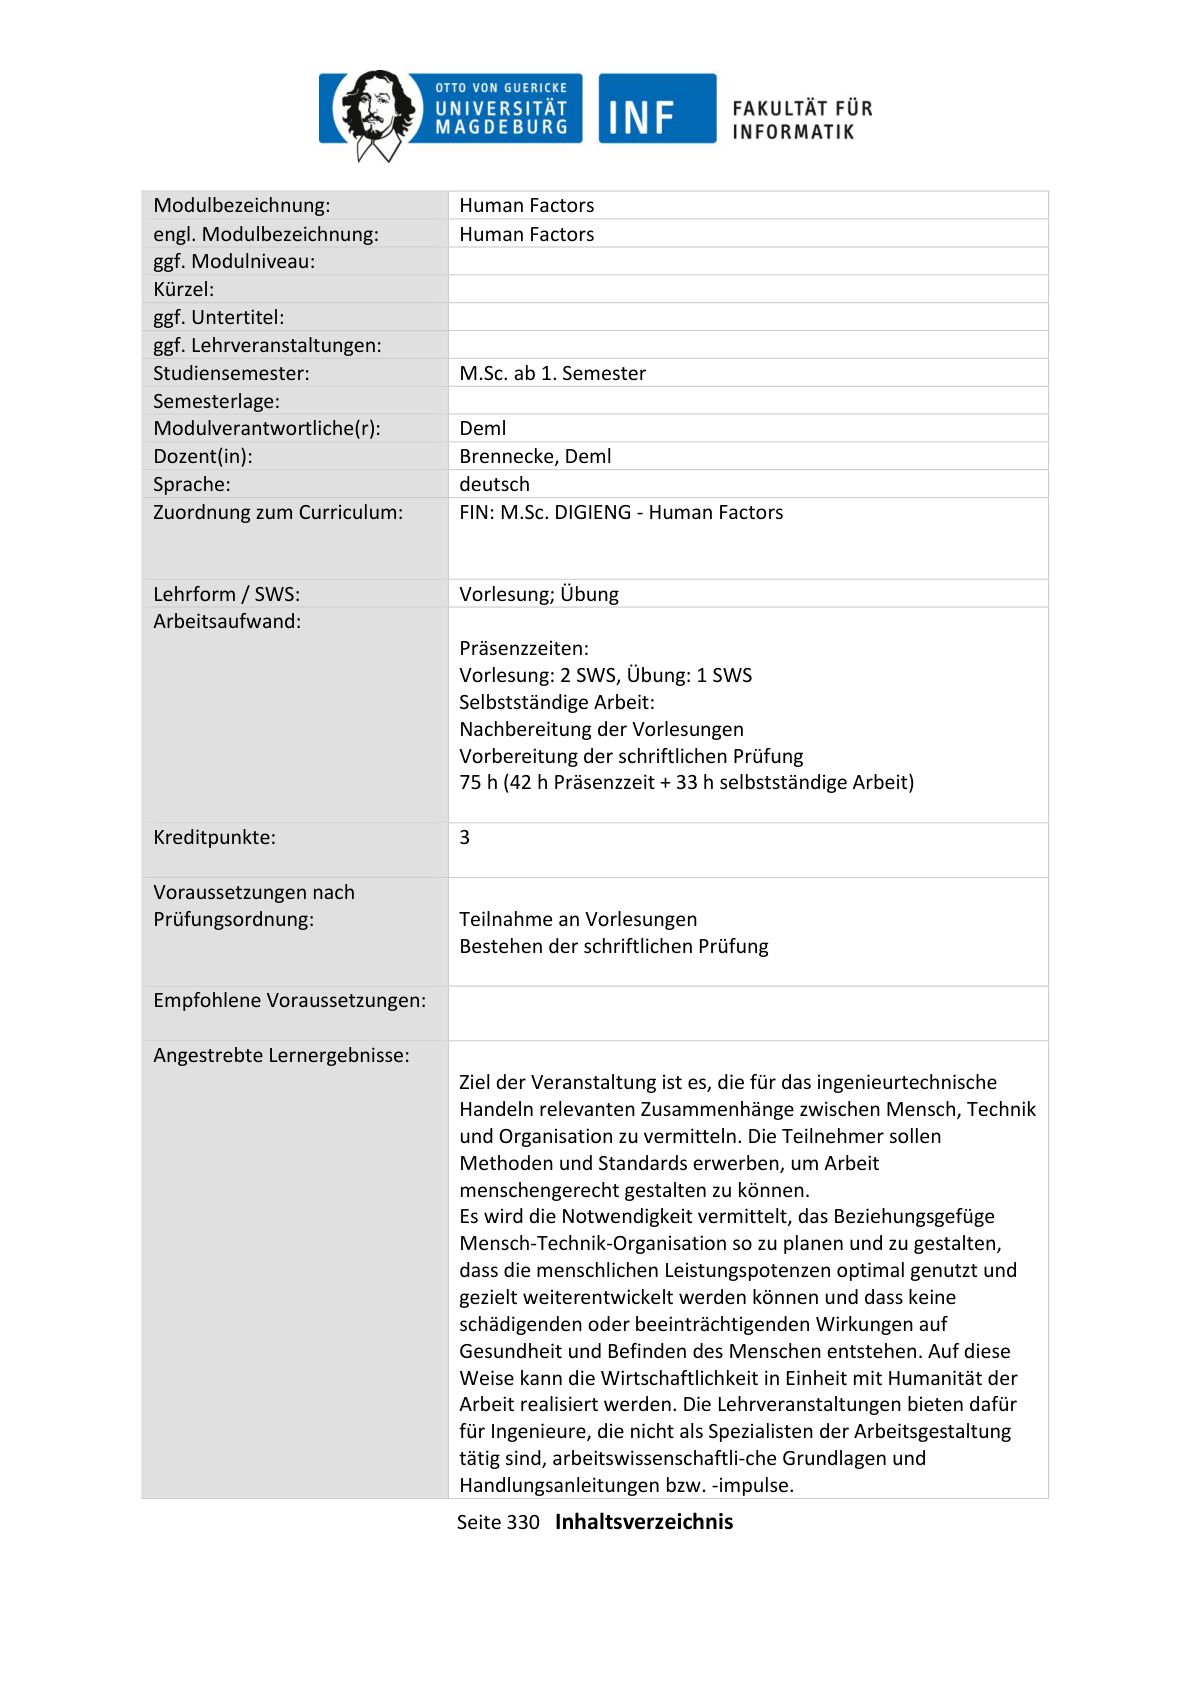 OTTO VON GUERICKE
UNIVERSITÄT
MAGDEBURG
INF
FAKULTÄT FÜR
INFORMATIK
Modulbezeichnung: Human Factors
engl. Modulbezeichnung: Human Factors
ggf. Modulniveau:
Kürzel:
ggf. Untertitel:
ggf. Lehrveranstaltungen:
Studiensemester: M.Sc. ab 1. Semester
Semesterlage:
Modulverantwortliche(r): Deml
Dozent(in): Brennecke, Deml
Sprache: deutsch
Zuordnung zum Curriculum: FIN: M.Sc. DIGIENG - Human Factors
Lehrform / SWS: Vorlesung; Übung
Arbeitsaufwand:
Präsenzzeiten:
Vorlesung: 2 SWS, Übung: 1 SWS
Selbstständige Arbeit:
Nachbereitung der Vorlesungen
Vorbereitung der schriftlichen Prüfung
75 h (42 h Präsenzzeit + 33 h selbstständige Arbeit)
Kreditpunkte: 3
Voraussetzungen nach
Prüfungsordnung: Teilnahme an Vorlesungen
Bestehen der schriftlichen Prüfung
Empfohlene Voraussetzungen:
Angestrebte Lernergebnisse:
Ziel der Veranstaltung ist es, die für das ingenieurtechnische
Handeln relevanten Zusammenhänge zwischen Mensch, Technik
und Organisation zu vermitteln. Die Teilnehmer sollen
Methoden und Standards erwerben, um Arbeit
menschengerecht gestalten zu können.
Es wird die Notwendigkeit vermittelt, das Beziehungsgefüge
Mensch-Technik-Organisation so zu planen und zu gestalten,
dass die menschlichen Leistungspotenzen optimal genutzt und
gezielt weiterentwickelt werden können und dass keine
schädigenden oder beeinträchtigenden Wirkungen auf
Gesundheit und Befinden des Menschen entstehen. Auf diese
Weise kann die Wirtschaftlichkeit in Einheit mit Humanität der
Arbeit realisiert werden. Die Lehrveranstaltungen bieten dafür
für Ingenieure, die nicht als Spezialisten der Arbeitsgestaltung
tätig sind, arbeitswissenschaftli-che Grundlagen und
Handlungsanleitungen bzw. -impulse.
Seite 330 Inhaltsverzeichnis